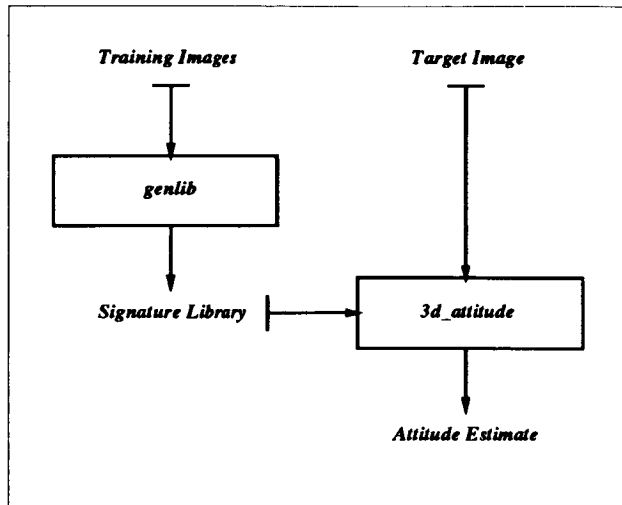 Training Images
Target Image
genlib
Signature Library
3d_attitude
Attitude Estimate